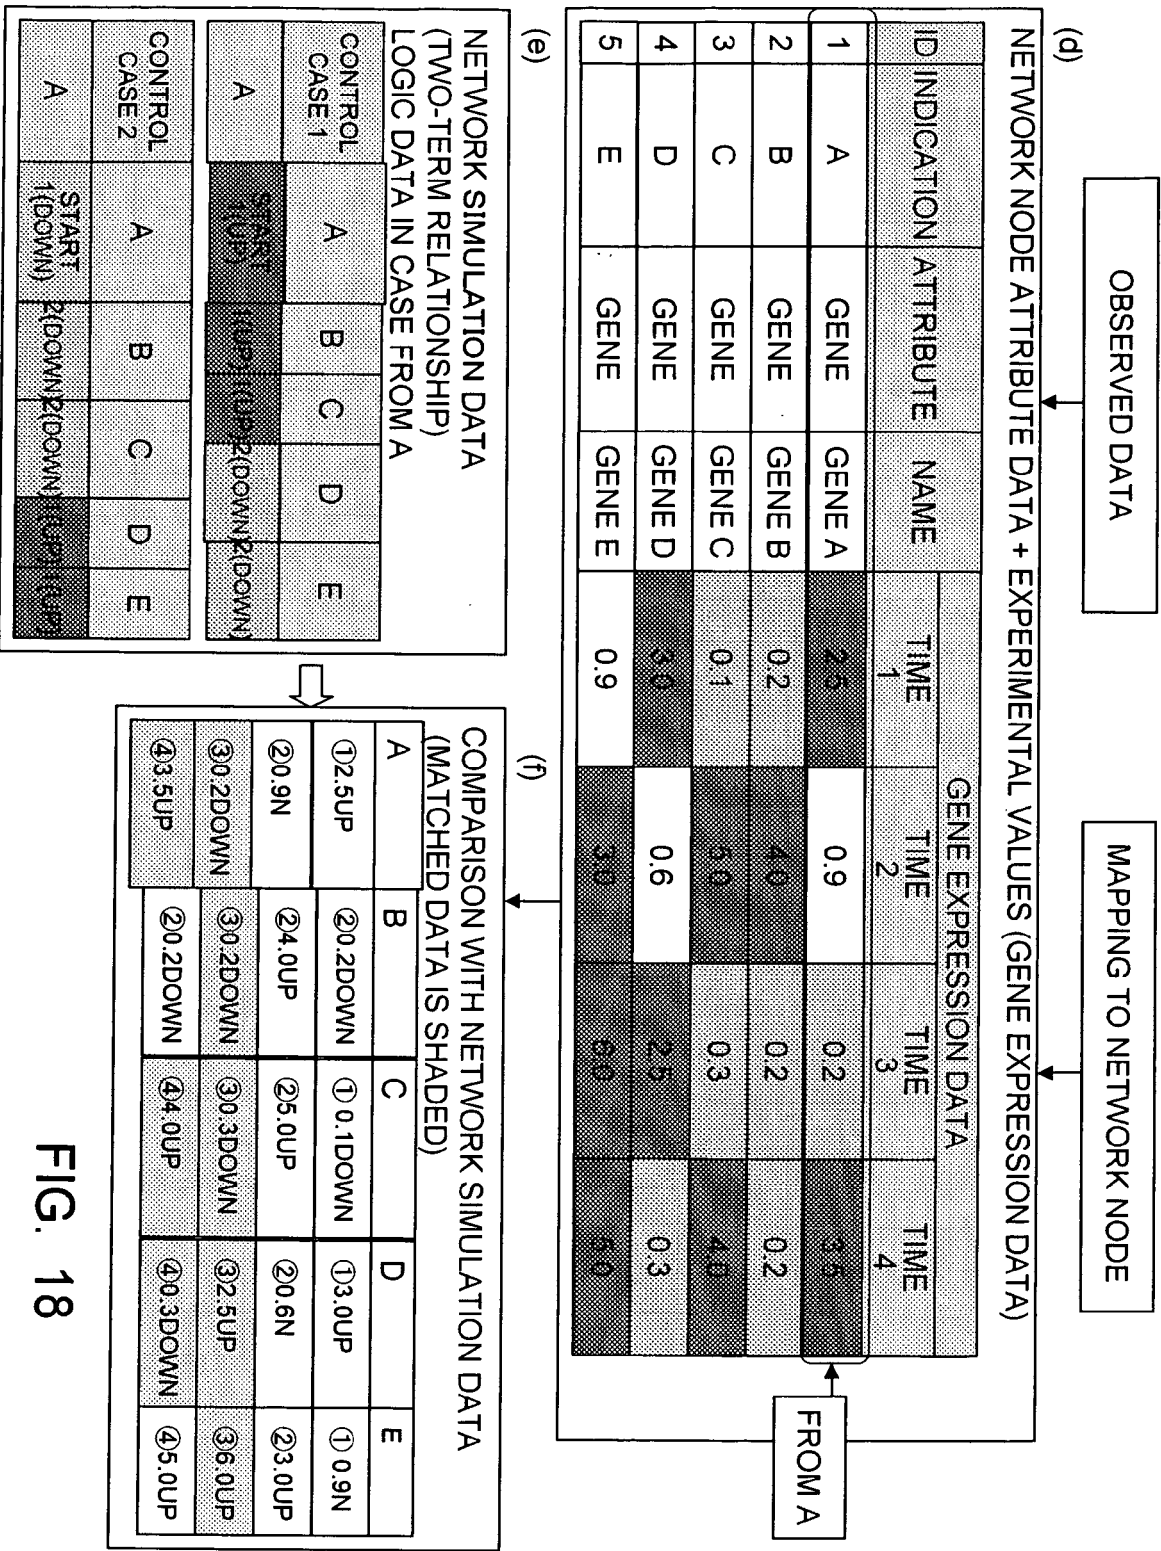 OBSERVED DATA
MAPPING TO NETWORK NODE
(d)
NETWORK NODE ATTRIBUTE DATA + EXPERIMENTAL VALUES (GENE EXPRESSION DATA)
GENE EXPRESSION DATA
ID INDICATION ATTRIBUTE NAME TIME 1 TIME 2 TIME 3 TIME 4
1 A GENE GENE A 2.5 0.9 0.2 3.5
2 B GENE GENE B 0.2 4.0 0.2 0.2
3 C GENE GENE C 0.1 5.0 0.3 4.0
4 D GENE GENE D 3.0 0.6 2.5 0.3
5 E GENE GENE E 0.9 3.0 6.0 5.0
FROM A
(e)
NETWORK SIMULATION DATA
(TWO-TERM RELATIONSHIP)
LOGIC DATA IN CASE FROM A
CONTROL CASE 1 A B C D E
A START 1(UP) 1(UP) 1(UP) 2(DOWN) 2(DOWN)
CONTROL CASE 2 A B C D E
A START 1(DOWN) 2(DOWN) 2(DOWN) 1(UP) 1(UP)
(f)
COMPARISON WITH NETWORK SIMULATION DATA
(MATCHED DATA IS SHADED)
A B C D E
①2.5UP ②0.2DOWN ①0.1DOWN ①3.0UP ①0.9N
②0.9N ②4.0UP ②5.0UP ②0.6N ②3.0UP
③0.2DOWN ③0.2DOWN ③0.3DOWN ③2.5UP ③6.0UP
④3.5UP ②0.2DOWN ④4.0UP ④0.3DOWN ④5.0UP
FIG. 18